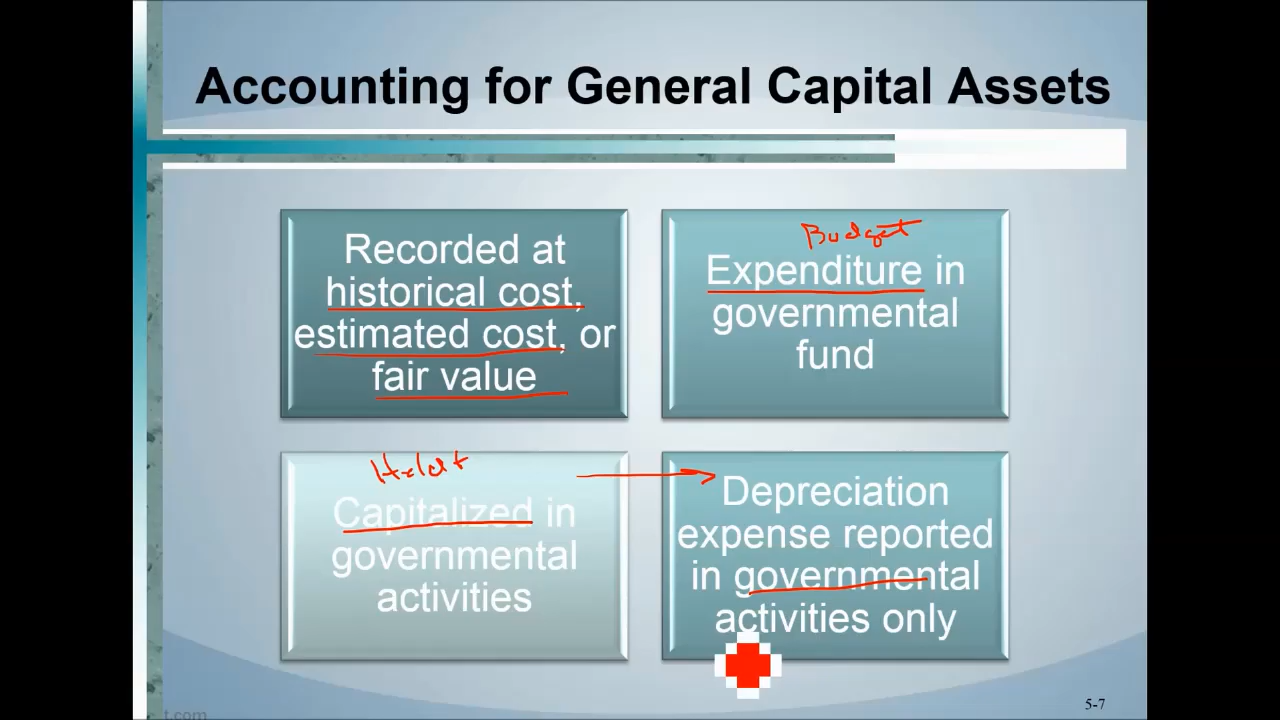 Accounting for General Capital Assets
Recorded at
historical cost,
estimated cost, or
fair value
Budget
Expenditure in
governmental
fund
Capitalized in
governmental
activities
Depreciation
expense reported
in governmental
activities only
5-7
t.com